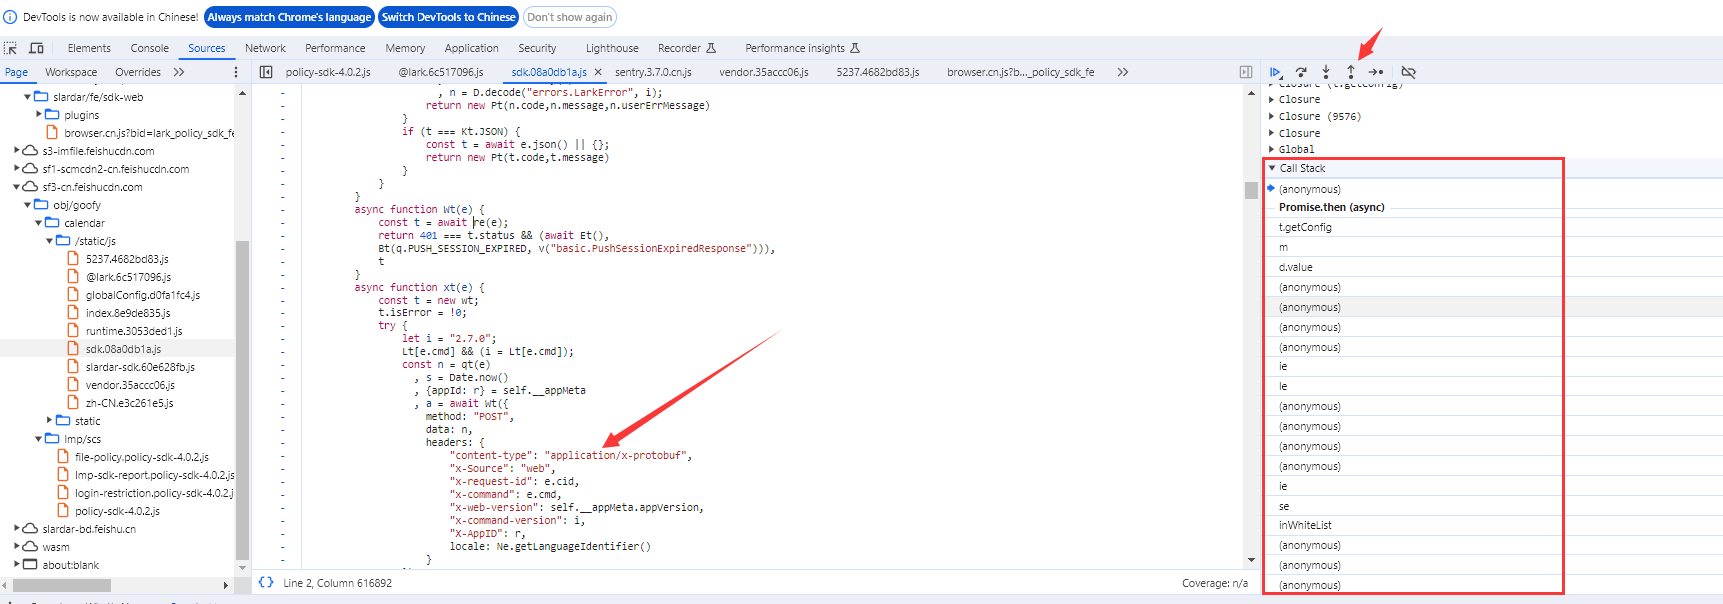 DevTools is now available in Chinese! Always match Chrome's language Switch DevTools to Chinese Don't show again
Elements Console Sources Network Performance Memory Application Security Lighthouse Recorder Performance insights
Page Workspace Overrides
policy-sdk-4.0.2.js @lark.6c517096.js sdk.08a0db1a.js × sentry.3.7.0.cn.js vendor.35accc06.js 5237.4682bd83.js browser.cn.js?b..._policy_sdk_fe
slardar/fe/sdk-web
plugins
browser.cn.js?bid=lark_policy_sdk_fe
s3-imfile.feishucdn.com
sf1-scmcdn2-cn.feishucdn.com
sf3-cn.feishucdn.com
obj/goofy
calendar
/static/js
5237.4682bd83.js
@lark.6c517096.js
globalConfig.d0fa1fc4.js
index.8e9de835.js
runtime.3053ded1.js
sdk.08a0db1a.js
slardar-sdk.60e628fb.js
vendor.35accc06.js
zh-CN.e3c261e5.js
static
lmp/scs
file-policy.policy-sdk-4.0.2.js
lmp-sdk-report.policy-sdk-4.0.2.js
login-restriction.policy-sdk-4.0.2.j
policy-sdk-4.0.2.js
slardar-bd.feishu.cn
wasm
about:blank
, n = D.decode("errors.LarkError", i);
return new Pt(n.code,n.message,n.userErrMessage)
}
if (t === Kt.JSON) {
const t = await e.json() || {};
return new Pt(t.code,t.message)
}
}
}
async function Wt(e) {
const t = await re(e);
return 401 === t.status && (await Et(),
Bt(q.PUSH_SESSION_EXPIRED, v("basic.PushSessionExpiredResponse"))),
t
}
async function xt(e) {
const t = new wt;
t.isError = !0;
try {
let i = "2.7.0";
Lt[e.cmd] && (i = Lt[e.cmd]);
const n = qt(e)
, s = Date.now()
, {appId: r} = self.__appMeta
, a = await Wt({
method: "POST",
data: n,
headers: {
"content-type": "application/x-protobuf",
"x-Source": "web",
"x-request-id": e.cid,
"x-command": e.cmd,
"x-web-version": self.__appMeta.appVersion,
"x-command-version": i,
"X-AppID": r,
locale: Ne.getLanguageIdentifier()
}
{} Line 2, Column 616892 Coverage: n/a
Closure (t.getConfig)
Closure
Closure (9576)
Closure
Global
Call Stack
(anonymous)
Promise.then (async)
t.getConfig
m
d.value
(anonymous)
(anonymous)
(anonymous)
(anonymous)
ie
le
(anonymous)
(anonymous)
(anonymous)
(anonymous)
ie
se
inWhiteList
(anonymous)
(anonymous)
(anonymous)